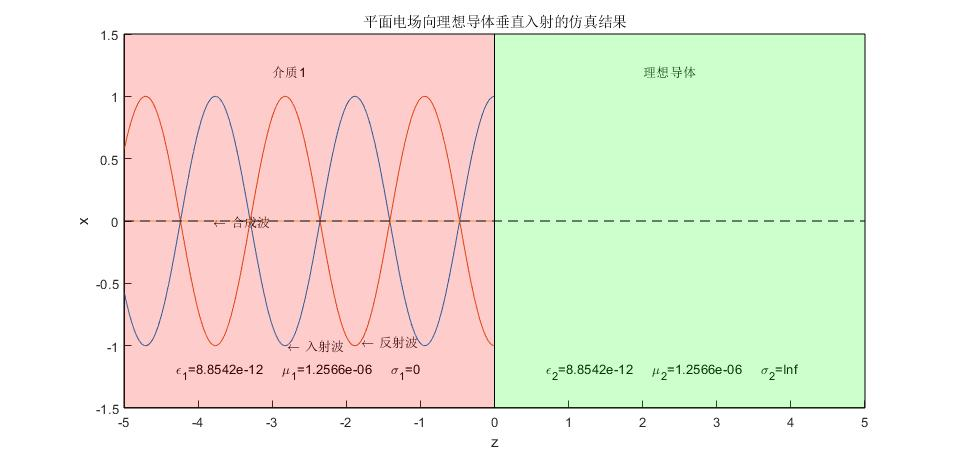 平面电场向理想导体垂直入射的仿真结果
1.5
介质1
理想导体
1
0.5
x
0
← 合成波
-0.5
-1
← 入射波
← 反射波
ϵ1=8.8542e-12 μ1=1.2566e-06 σ1=0
ϵ2=8.8542e-12 μ2=1.2566e-06 σ2=Inf
-1.5
-5 -4 -3 -2 -1 0 1 2 3 4 5
z